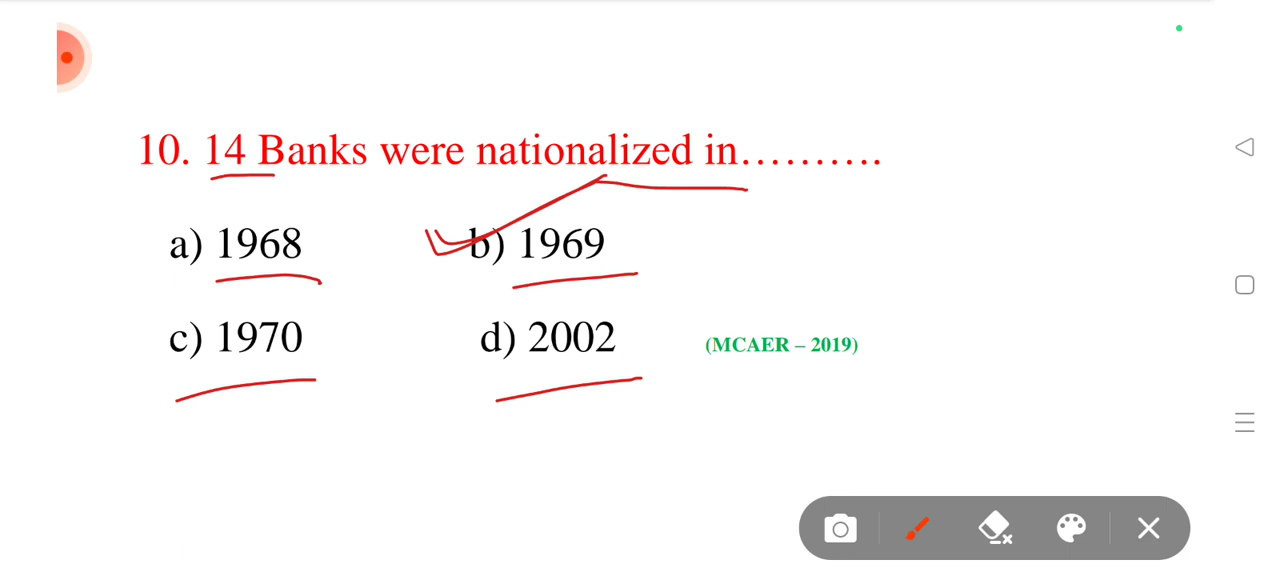 10. 14 Banks were nationalized in..........
a) 1968 b) 1969
c) 1970 d) 2002 (MCAER – 2019)